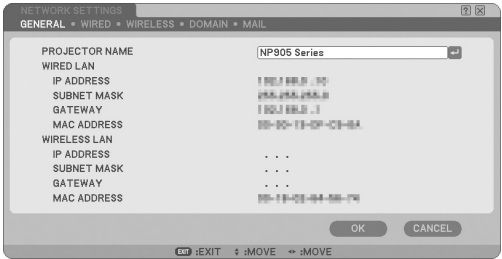 NETWORK SETTINGS
GENERAL • WIRED • WIRELESS • DOMAIN • MAIL
PROJECTOR NAME NP905 Series
WIRED LAN
IP ADDRESS
SUBNET MASK
GATEWAY
MAC ADDRESS
WIRELESS LAN
IP ADDRESS . . .
SUBNET MASK . . .
GATEWAY . . .
MAC ADDRESS
OK CANCEL
EXIT :EXIT :MOVE :MOVE